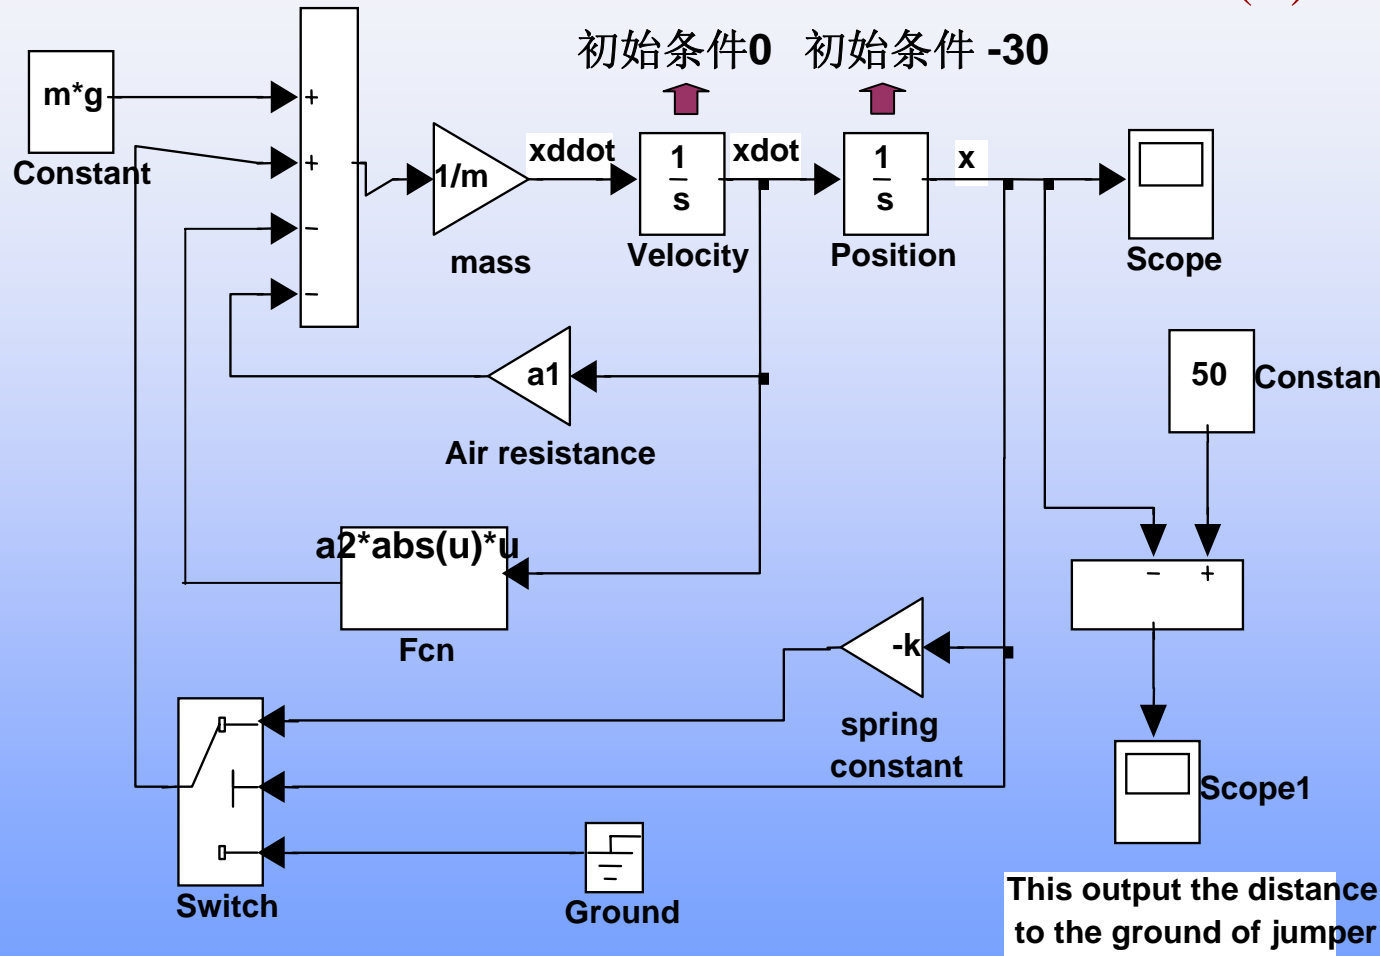 初始条件0 初始条件 -30
m*g
Constant
+
+
−
−
1/m
mass
xddot
1
s
Velocity
xdot
1
s
Position
x
Scope
a1
Air resistance
50
Constan
a2*abs(u)*u
Fcn
− +
-k
spring
constant
Scope1
Switch
Ground
This output the distance
to the ground of jumper